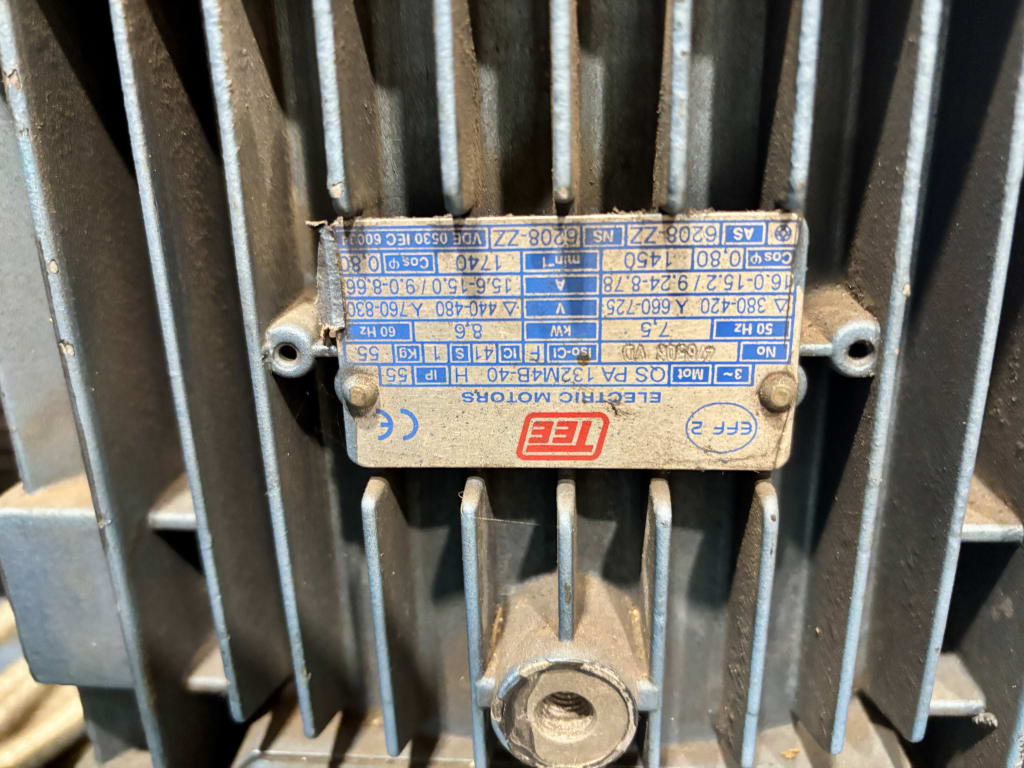 EFF 2 TEE CE
ELECTRIC MOTORS
3~ Mot QS PA 132M4B-40 H IP 55
No VD Iso-Cl F IC 41 S 1 Kg 55
50 Hz 7,5 kW 8,6 60 Hz
△ 380-420 Y 660-725 V △ 440-480 Y 760-830
16.0-15.2 / 9.24-8.78 A 15.6-15.0 / 9.0-8.66
Cos φ 0,80 1450 min⁻¹ 1740 Cos φ 0,80
AS 6208-ZZ NS 6208-ZZ VDE 0530 IEC 60034